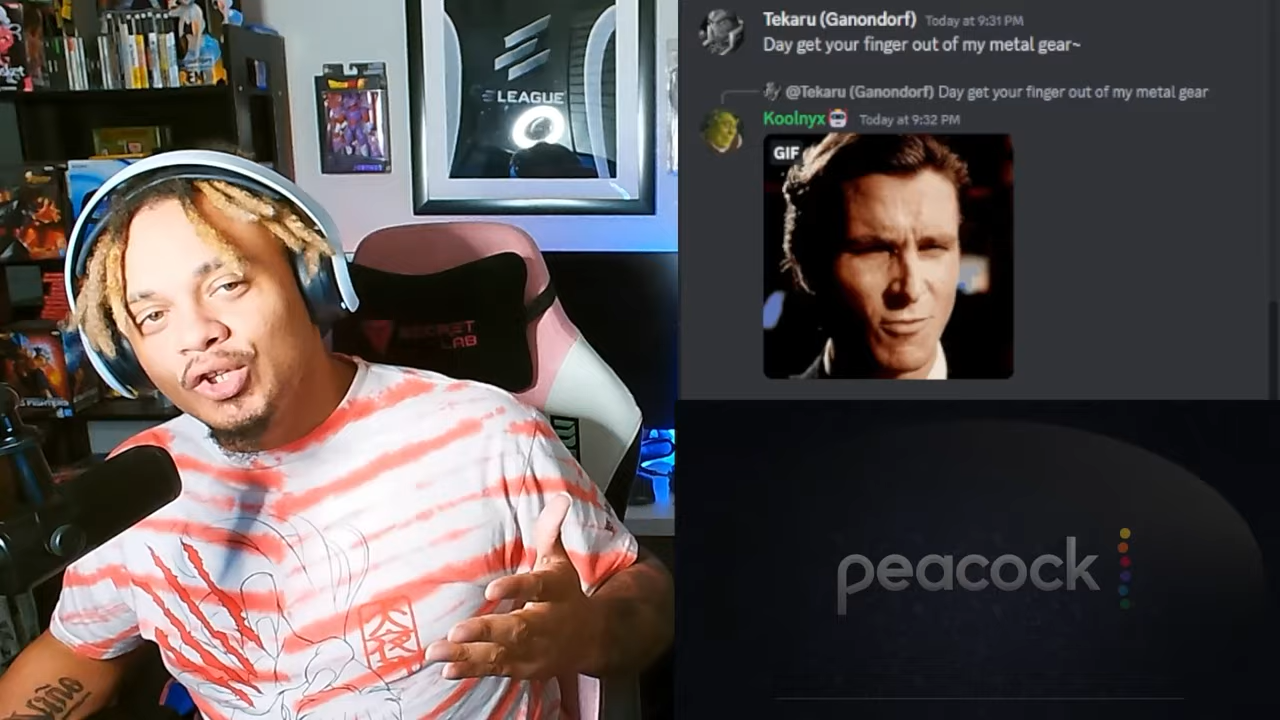 Tekaru (Ganondorf) Today at 9:31 PM
Day get your finger out of my metal gear~
@Tekaru (Ganondorf) Day get your finger out of my metal gear
Koolnyx Today at 9:32 PM
GIF
LEAGUE
SECRET
LAB
peacock